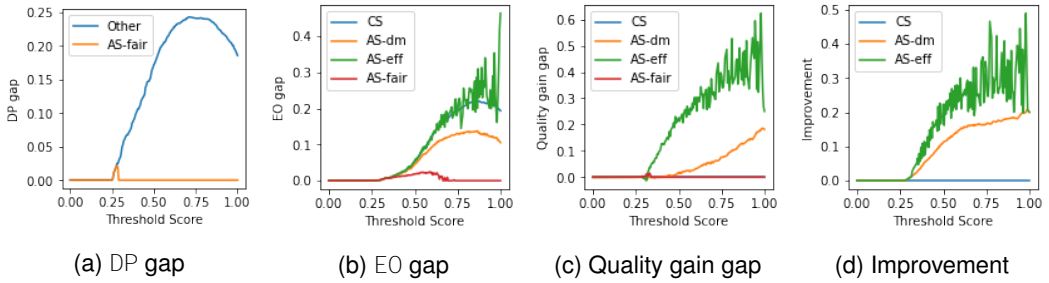 0.25
0.20
0.15
0.10
0.05
0.00
DP gap
Other
AS-fair
0.00 0.25 0.50 0.75 1.00
Threshold Score
(a) DP gap
0.4
0.3
0.2
0.1
0.0
EO gap
CS
AS-dm
AS-eff
AS-fair
0.00 0.25 0.50 0.75 1.00
Threshold Score
(b) EO gap
0.6
0.5
0.4
0.3
0.2
0.1
0.0
Quality gain gap
CS
AS-dm
AS-eff
AS-fair
0.00 0.25 0.50 0.75 1.00
Threshold Score
(c) Quality gain gap
0.5
0.4
0.3
0.2
0.1
0.0
Improvement
CS
AS-dm
AS-eff
0.00 0.25 0.50 0.75 1.00
Threshold Score
(d) Improvement